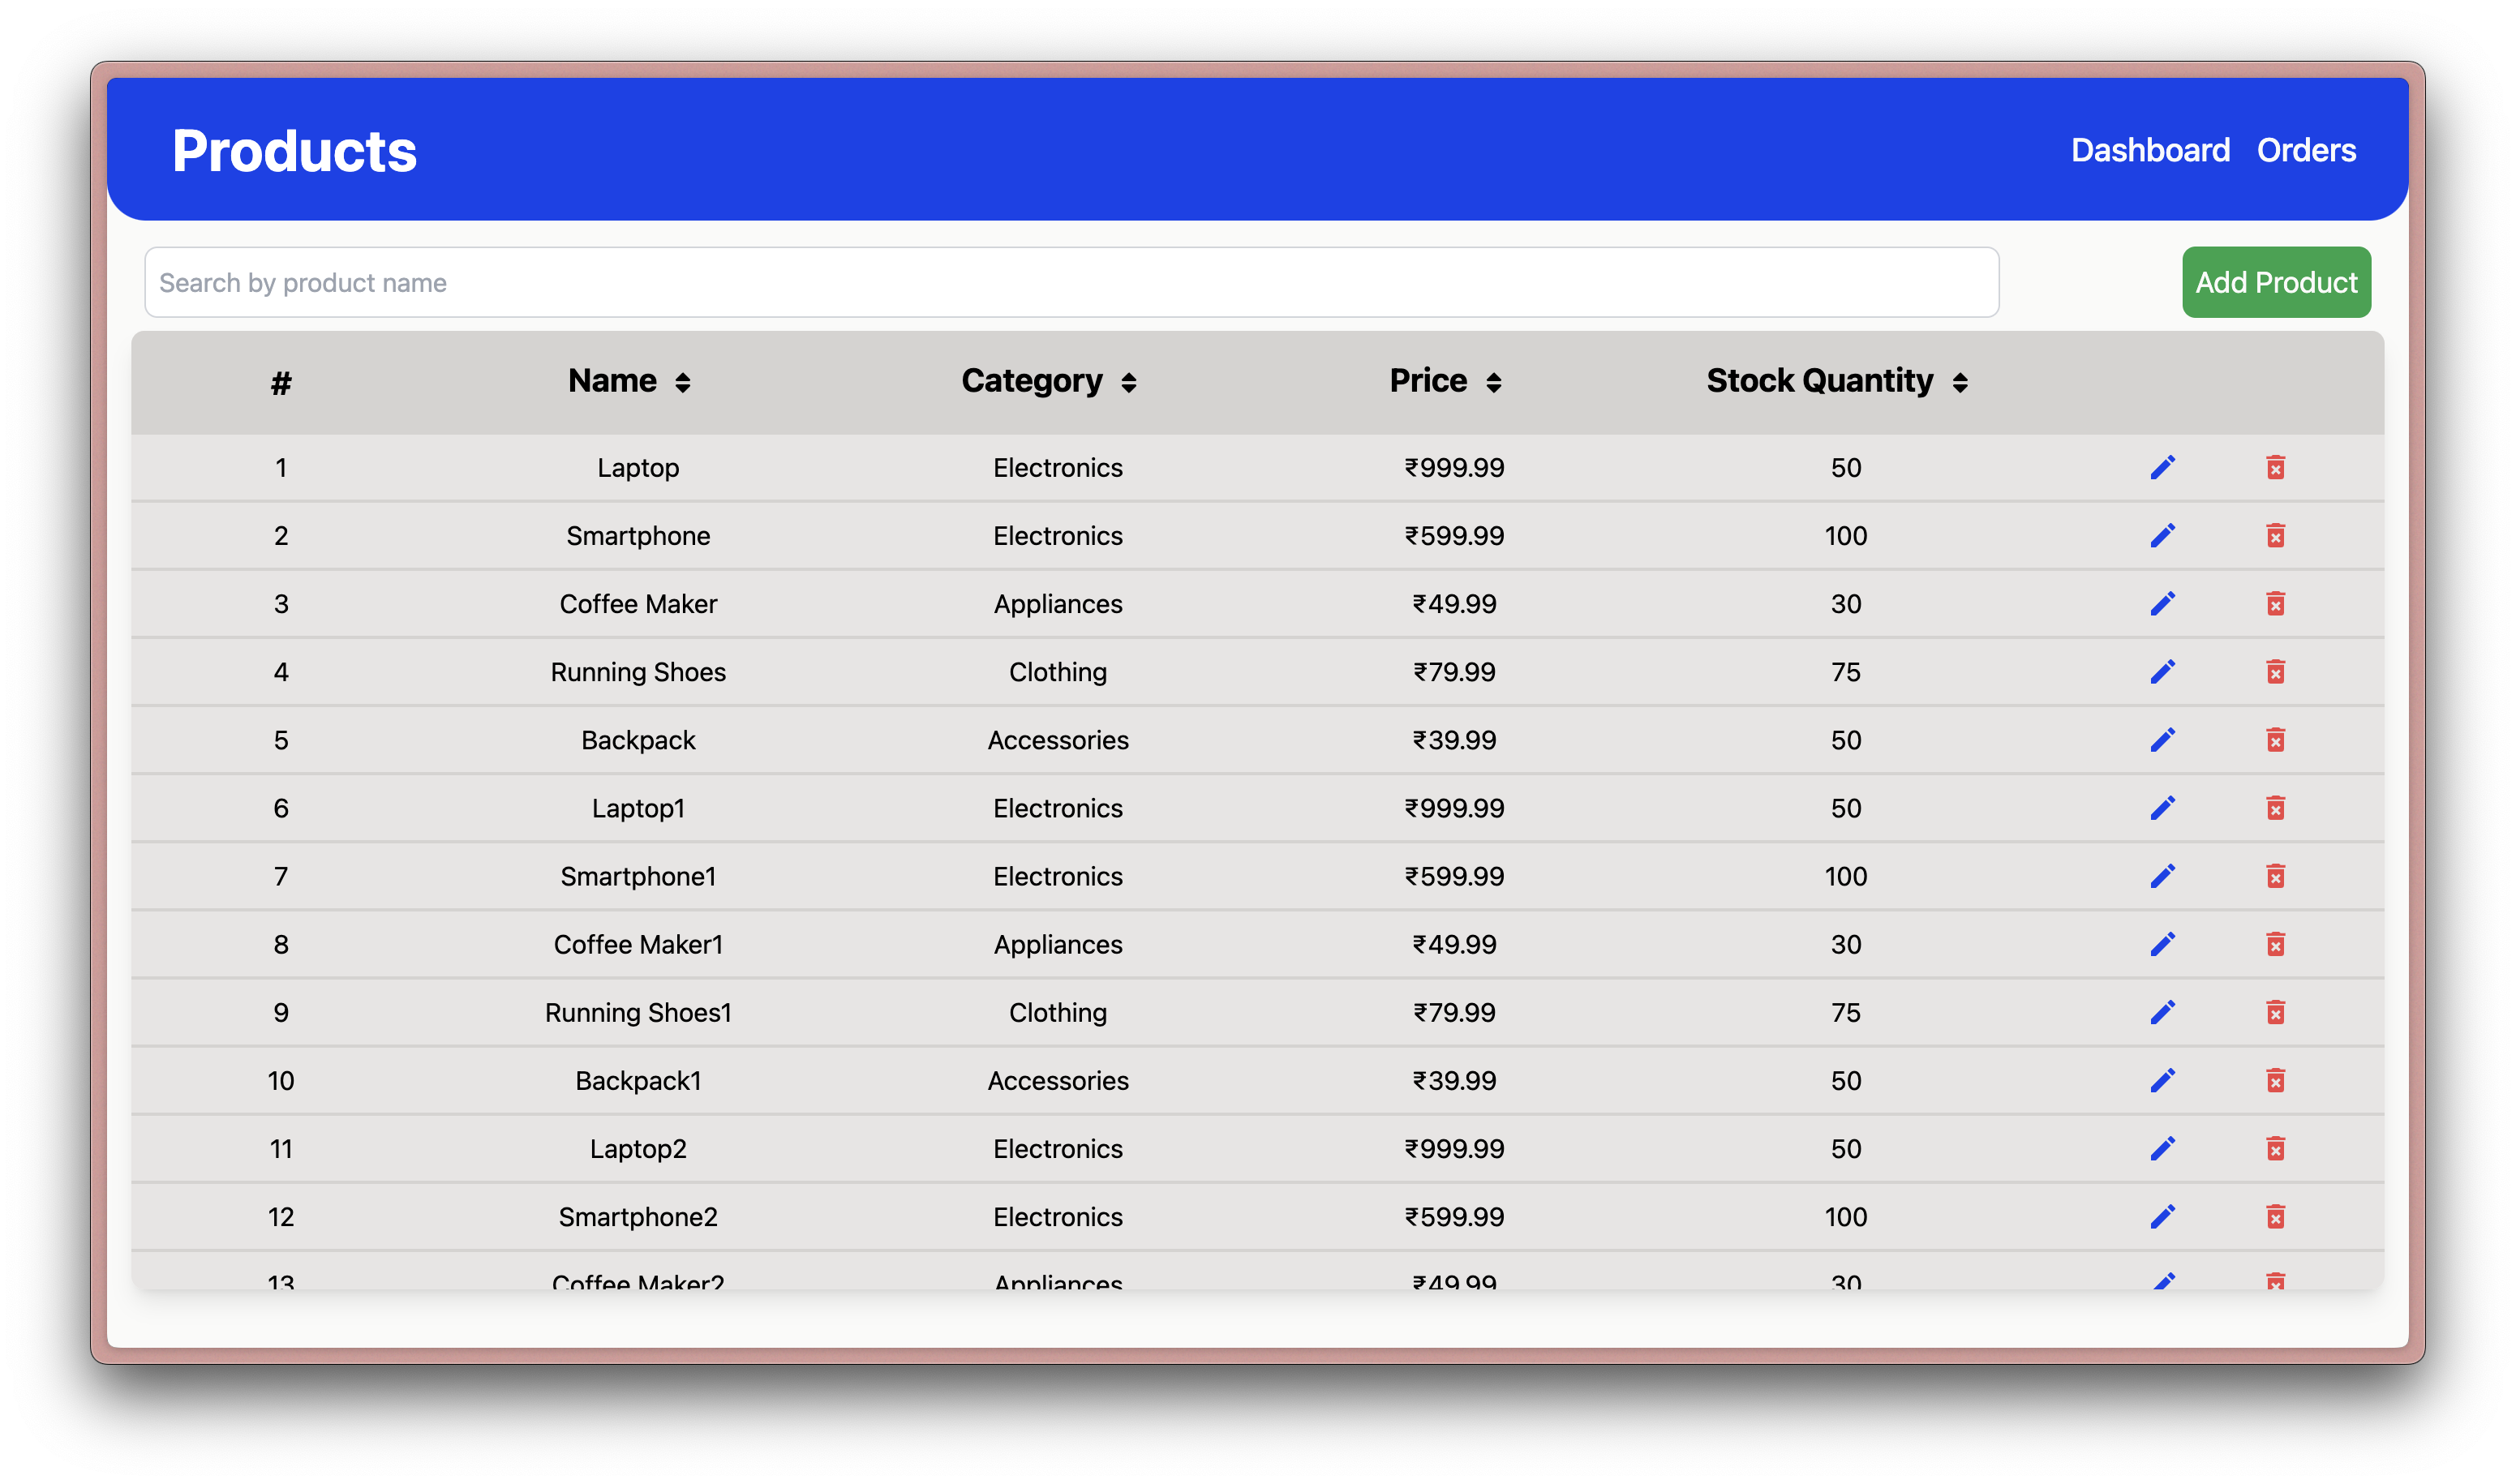 Products Dashboard Orders
Search by product name Add Product
# Name Category Price Stock Quantity
1 Laptop Electronics ₹999.99 50
2 Smartphone Electronics ₹599.99 100
3 Coffee Maker Appliances ₹49.99 30
4 Running Shoes Clothing ₹79.99 75
5 Backpack Accessories ₹39.99 50
6 Laptop1 Electronics ₹999.99 50
7 Smartphone1 Electronics ₹599.99 100
8 Coffee Maker1 Appliances ₹49.99 30
9 Running Shoes1 Clothing ₹79.99 75
10 Backpack1 Accessories ₹39.99 50
11 Laptop2 Electronics ₹999.99 50
12 Smartphone2 Electronics ₹599.99 100
13 Coffee Maker2 Appliances ₹49.99 30